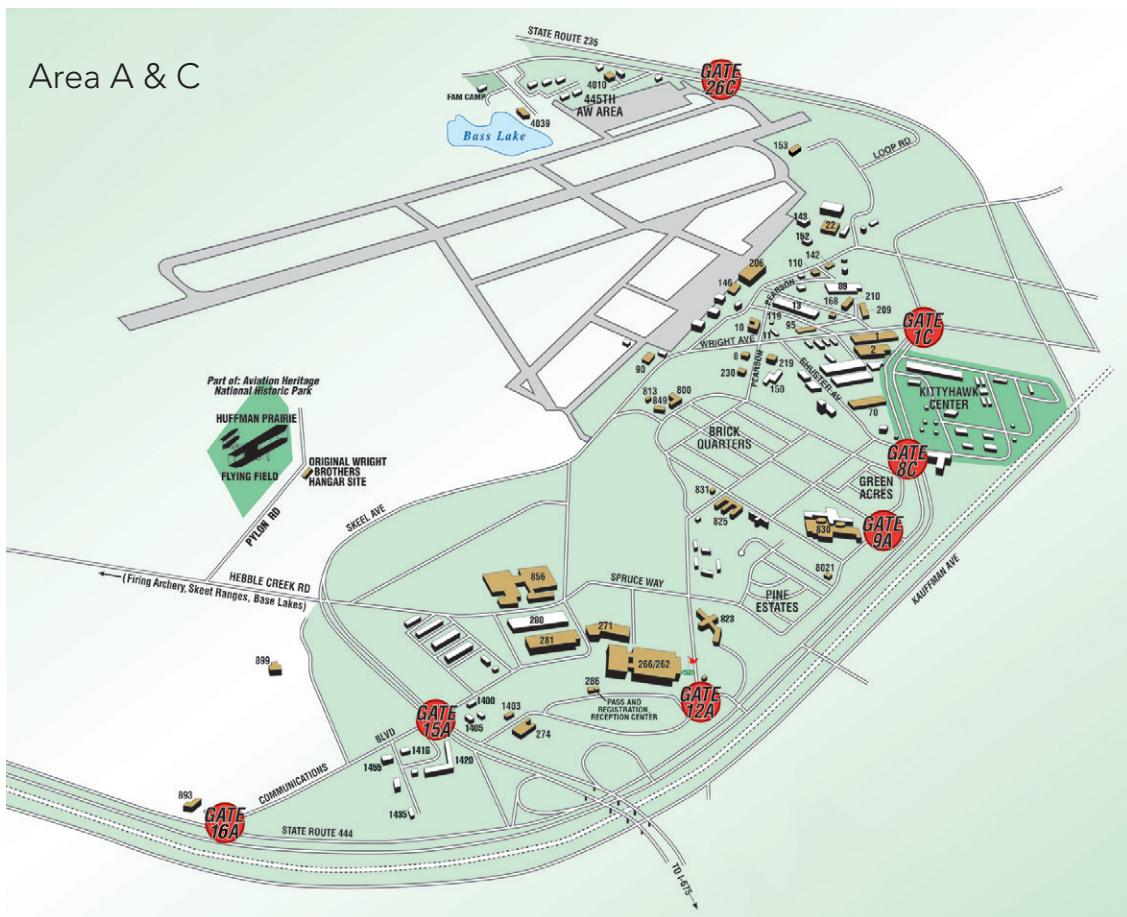 Area A & C
STATE ROUTE 235
GATE
26C
4010
445TH
AW AREA
FAM CAMP
4039
Bass Lake
153
LOOP RD
143
22
152
142
110
206
146
PEARSON
89
13
168
210
209
119
11
95
10
GATE
1C
1
2
WRIGHT AVE
8
219
90
230
PEARSON
150
SHUSTER AV
KITTYHAWK
CENTER
813
849
800
70
Part of: Aviation Heritage
National Historic Park
HUFFMAN PRAIRIE
FLYING FIELD
ORIGINAL WRIGHT
BROTHERS
HANGAR SITE
BRICK
QUARTERS
GATE
8C
GREEN
ACRES
831
825
830
GATE
9A
PYLON RD
SKEEL AVE
8021
KAUFFMAN AVE
HEBBLE CREEK RD
(Firing Archery, Skeet Ranges, Base Lakes)
856
SPRUCE WAY
PINE
ESTATES
280
281
271
823
266/262
899
286
PASS AND
REGISTRATION,
RECEPTION CENTER
GATE
12A
1400
1403
1405
GATE
15A
274
BLVD
1416
1455
1420
COMMUNICATIONS
1435
893
GATE
16A
STATE ROUTE 444
TO I-675